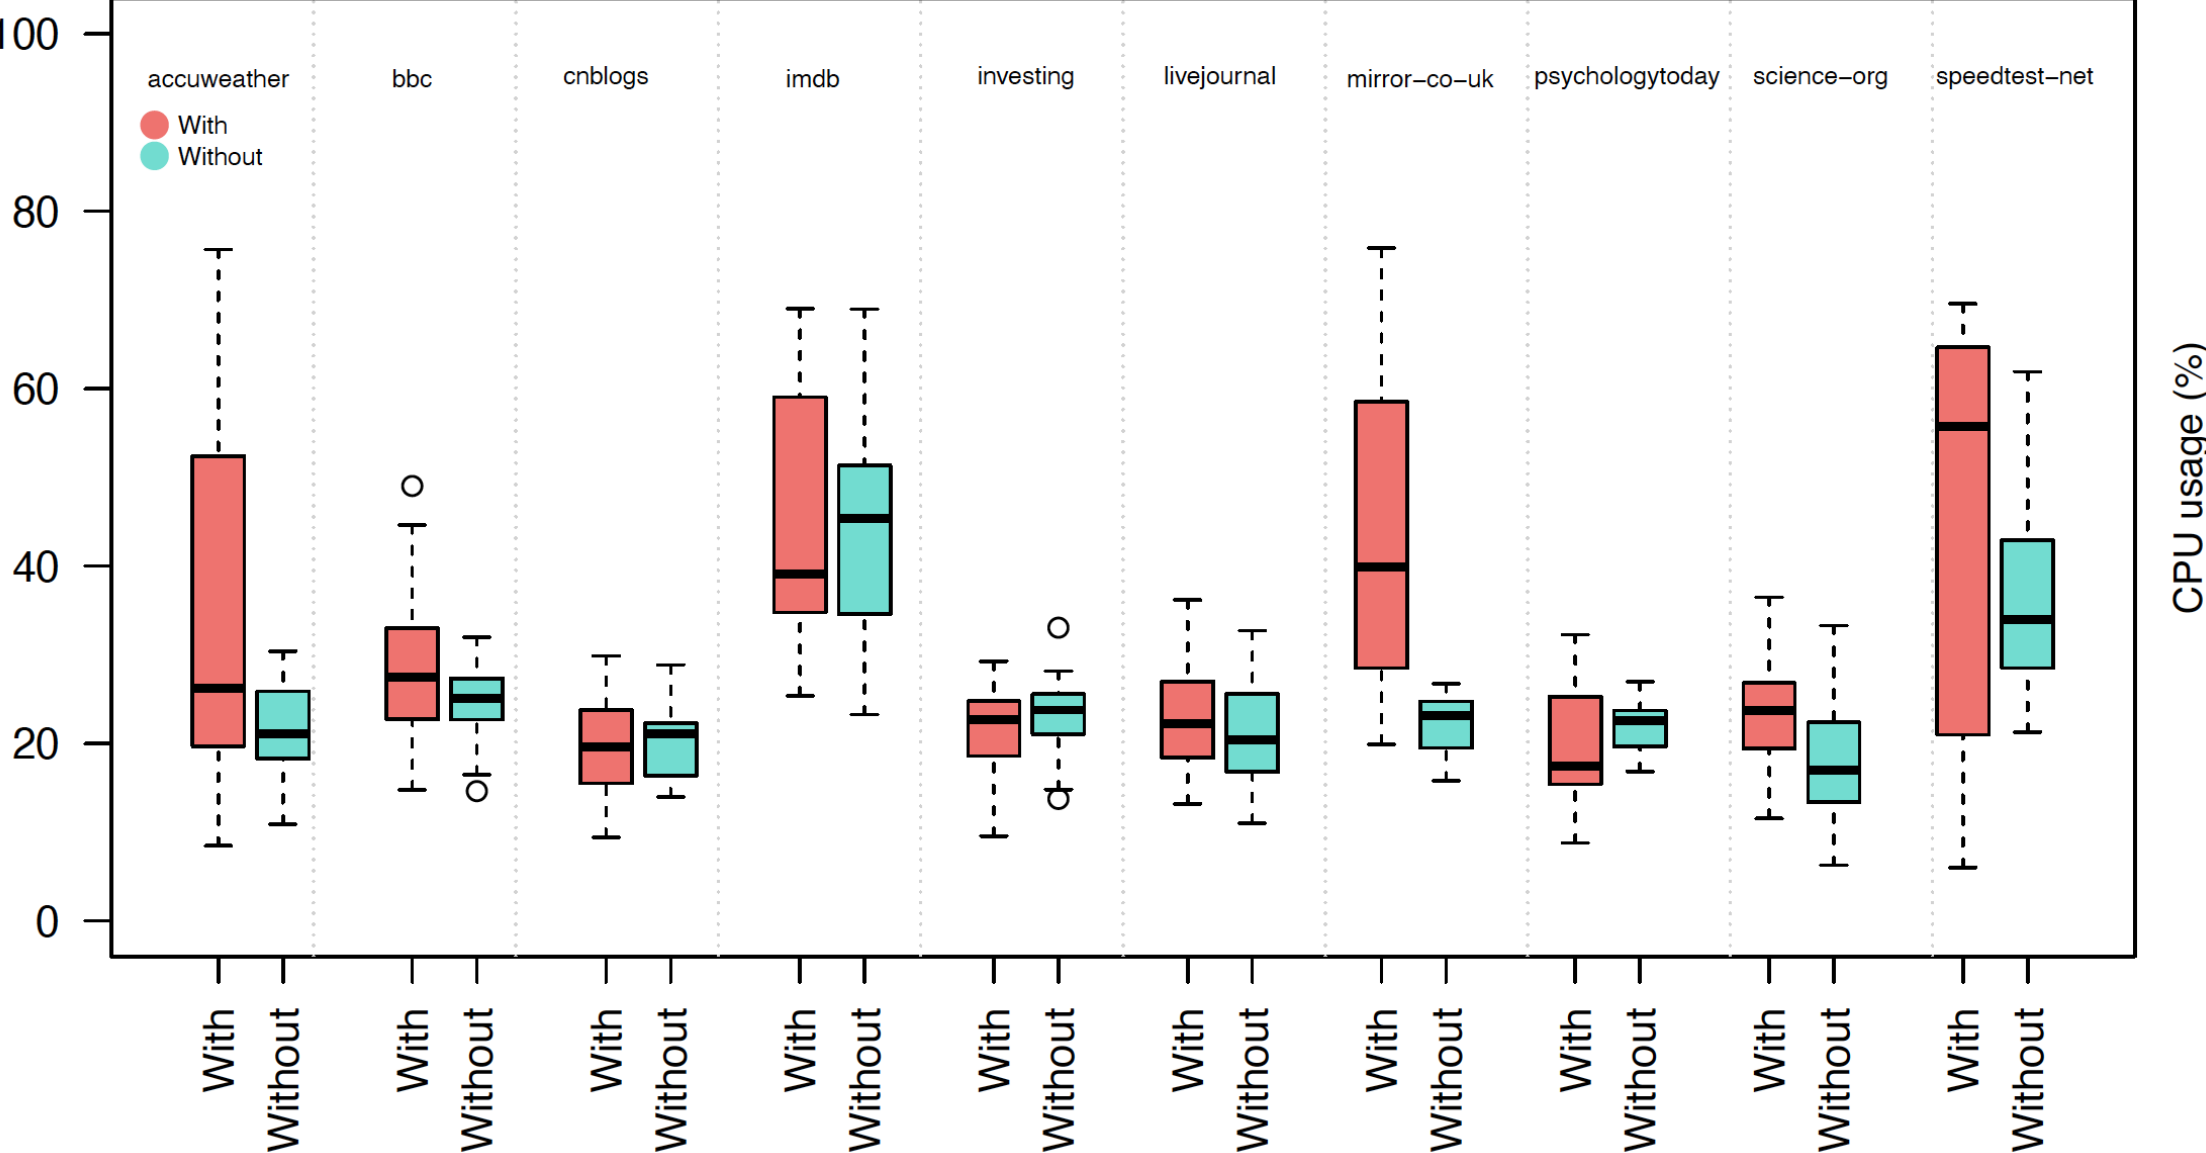 100
80
60
40
20
0
accuweather
bbc
cnblogs
imdb
investing
livejournal
mirror-co-uk
psychologytoday
science-org
speedtest-net
With
Without
CPU usage (%)
With
Without
With
Without
With
Without
With
Without
With
Without
With
Without
With
Without
With
Without
With
Without
With
Without